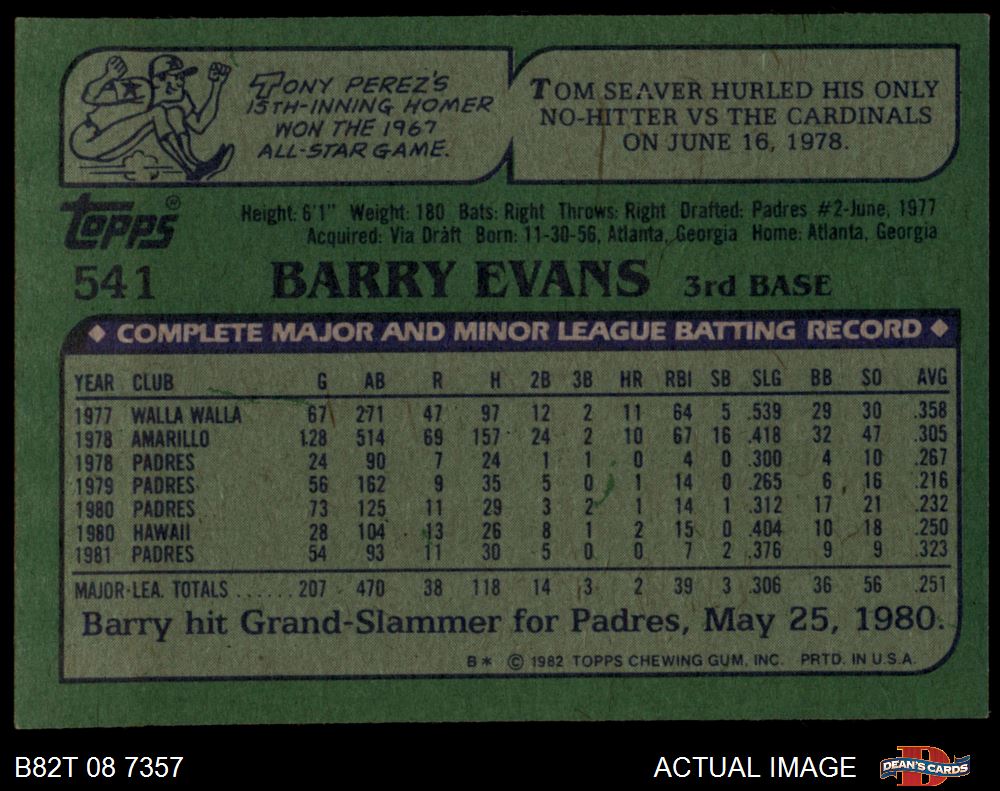 TONY PEREZ'S
15TH-INNING HOMER
WON THE 1967
ALL-STAR GAME.
TOM SEAVER HURLED HIS ONLY
NO-HITTER VS THE CARDINALS
ON JUNE 16, 1978.
topps®
Height: 6'1" Weight: 180 Bats: Right Throws: Right Drafted: Padres #2-June, 1977
Acquired: Via Draft Born: 11-30-56, Atlanta, Georgia Home: Atlanta, Georgia
541 BARRY EVANS 3rd BASE
◆ COMPLETE MAJOR AND MINOR LEAGUE BATTING RECORD ◆
YEAR CLUB G AB R H 2B 3B HR RBI SB SLG BB SO AVG
1977 WALLA WALLA 67 271 47 97 12 2 11 64 5 .539 29 30 .358
1978 AMARILLO 128 514 69 157 24 2 10 67 16 .418 32 47 .305
1978 PADRES 24 90 7 24 1 1 0 4 0 .300 4 10 .267
1979 PADRES 56 162 9 35 5 0 1 14 0 .265 6 16 .216
1980 PADRES 73 125 11 29 3 2 1 14 1 .312 17 21 .232
1980 HAWAII 28 104 13 26 8 1 2 15 0 .404 10 18 .250
1981 PADRES 54 93 11 30 5 0 0 7 2 .376 9 9 .323
MAJOR LEA. TOTALS ...... 207 470 38 118 14 3 2 39 3 .306 36 56 .251
Barry hit Grand-Slammer for Padres, May 25, 1980.
B* © 1982 TOPPS CHEWING GUM, INC. PRTD. IN U.S.A.
B82T 08 7357
ACTUAL IMAGE
D
DEAN'S CARDS